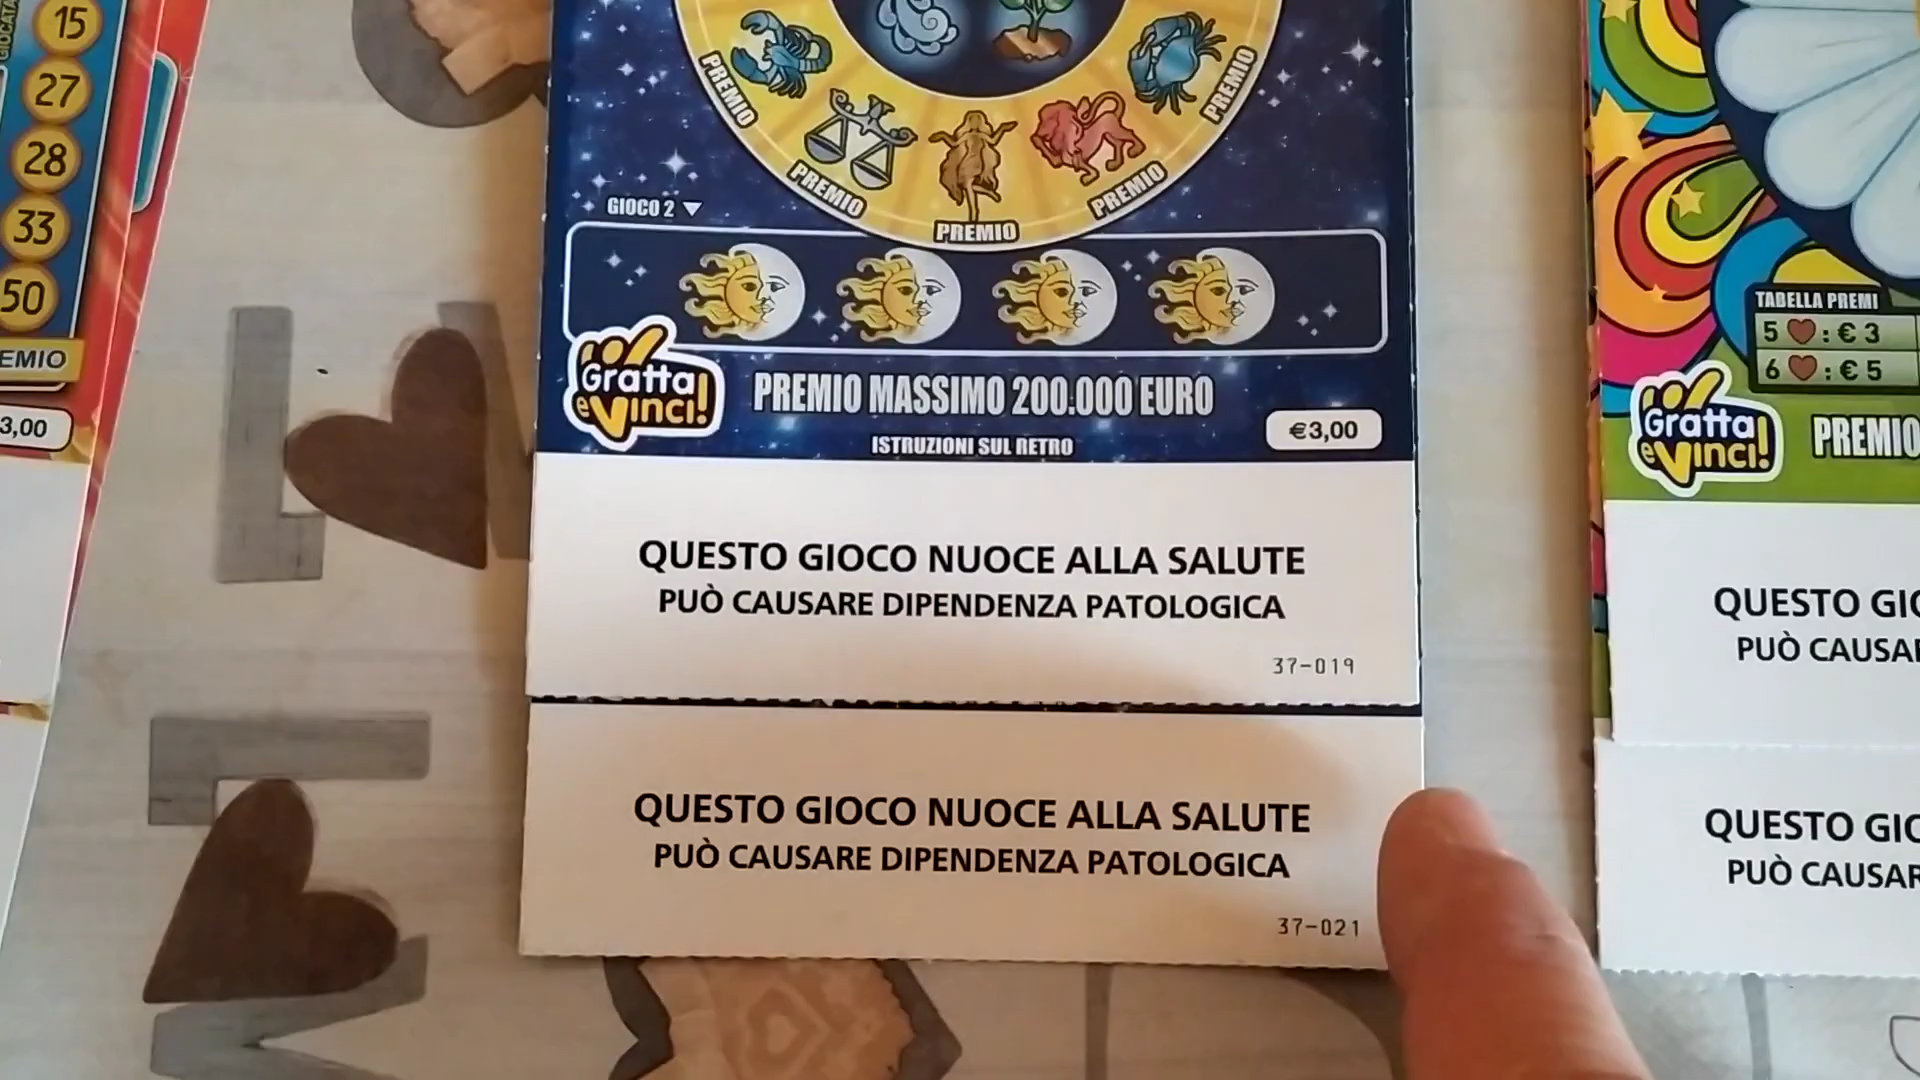 GIOCATA
15
27
28
33
50
EMIO
3,00
PREMIO
PREMIO
PREMIO
PREMIO
PREMIO
GIOCO 2
Gratta
e Vinci!
PREMIO MASSIMO 200.000 EURO
€3,00
ISTRUZIONI SUL RETRO
QUESTO GIOCO NUOCE ALLA SALUTE
PUÒ CAUSARE DIPENDENZA PATOLOGICA
37-019
QUESTO GIOCO NUOCE ALLA SALUTE
PUÒ CAUSARE DIPENDENZA PATOLOGICA
37-021
TABELLA PREMI
5 : € 3
6 : € 5
Gratta
e Vinci!
PREMIO
QUESTO GIO
PUÒ CAUSA
QUESTO GIO
PUÒ CAUSAR